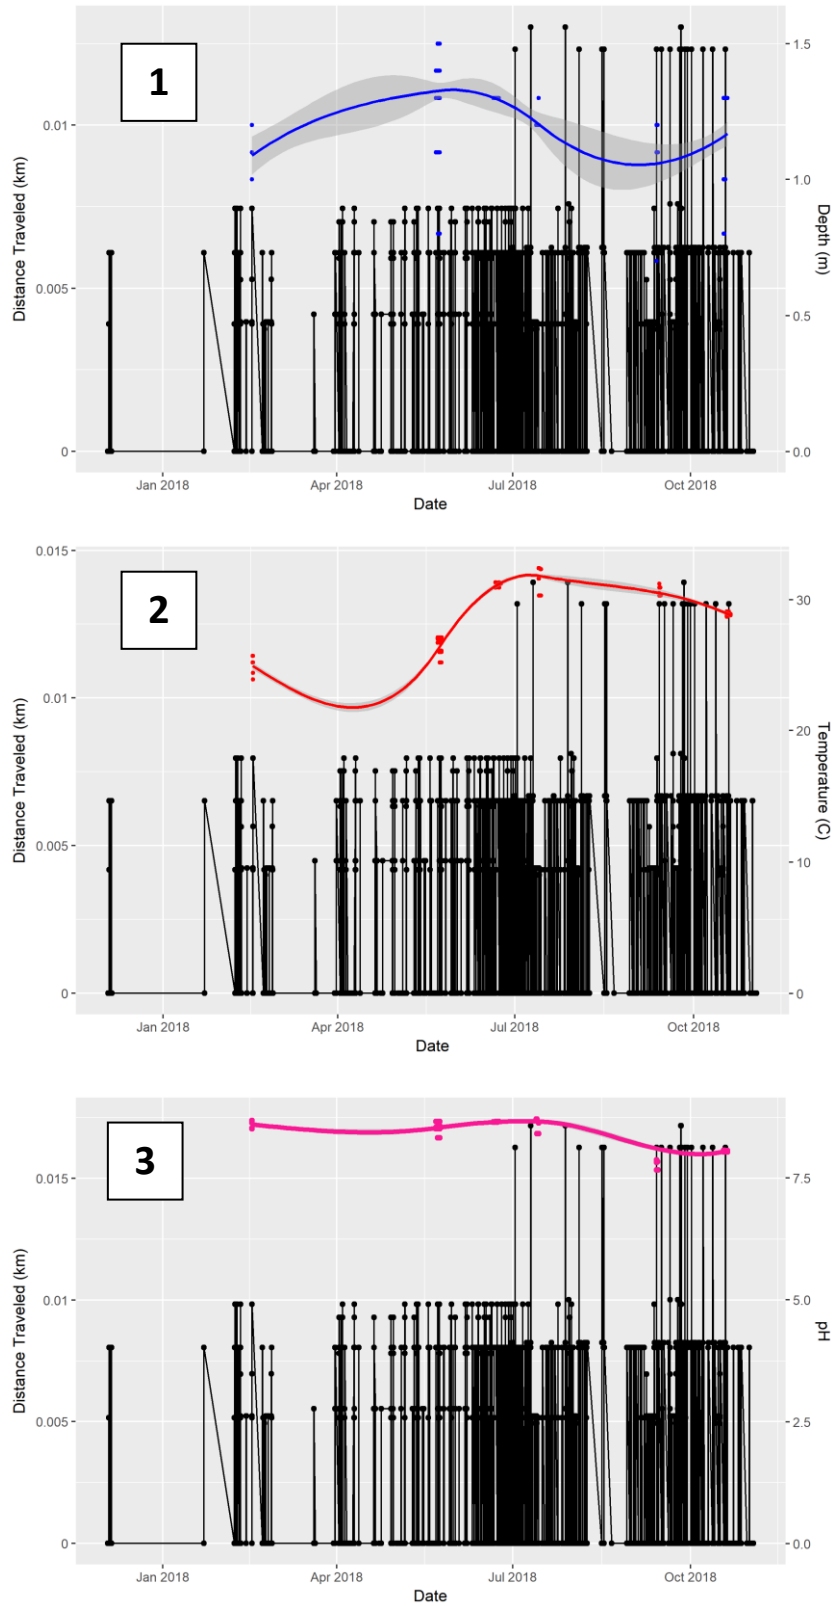 1
Distance Traveled (km)
0.01
0.005
0
1.5
1.0
0.5
0.0
Depth (m)
Jan 2018 Apr 2018 Jul 2018 Oct 2018
Date
2
Distance Traveled (km)
0.015
0.01
0.005
0
30
20
10
0
Temperature (C)
Jan 2018 Apr 2018 Jul 2018 Oct 2018
Date
3
Distance Traveled (km)
0.015
0.01
0.005
0
7.5
5.0
2.5
0.0
pH
Jan 2018 Apr 2018 Jul 2018 Oct 2018
Date